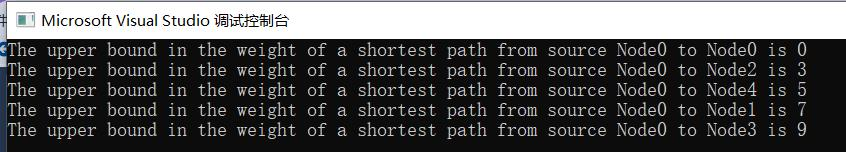 Microsoft Visual Studio 调试控制台
The upper bound in the weight of a shortest path from source Node0 to Node0 is 0
The upper bound in the weight of a shortest path from source Node0 to Node2 is 3
The upper bound in the weight of a shortest path from source Node0 to Node4 is 5
The upper bound in the weight of a shortest path from source Node0 to Node1 is 7
The upper bound in the weight of a shortest path from source Node0 to Node3 is 9